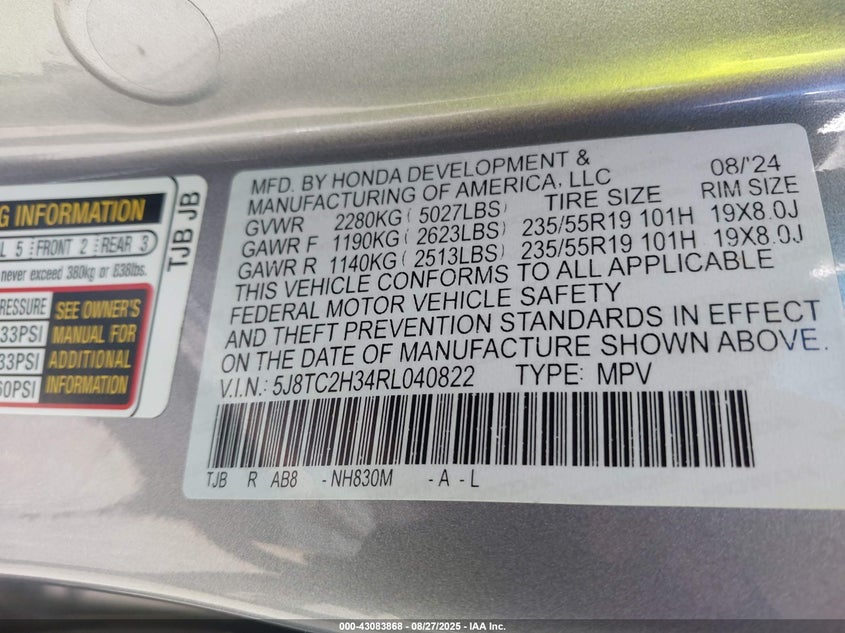 G INFORMATION
L 5 FRONT 2 REAR 3
never exceed 380kg or 838lbs.
RESSURE SEE OWNER'S
33PSI MANUAL FOR
33PSI ADDITIONAL
60PSI INFORMATION
TJB JB
MFD. BY HONDA DEVELOPMENT & 08/'24
MANUFACTURING OF AMERICA, LLC TIRE SIZE RIM SIZE
GVWR 2280KG ( 5027LBS)
GAWR F 1190KG ( 2623LBS) 235/55R19 101H 19X8.0J
GAWR R 1140KG ( 2513LBS) 235/55R19 101H 19X8.0J
THIS VEHICLE CONFORMS TO ALL APPLICABLE
FEDERAL MOTOR VEHICLE SAFETY
AND THEFT PREVENTION STANDARDS IN EFFECT
ON THE DATE OF MANUFACTURE SHOWN ABOVE.
V.I.N.: 5J8TC2H34RL040822 TYPE: MPV
TJB R AB8 -NH830M -A -L
000-43083868 - 08/27/2025 - IAA Inc.